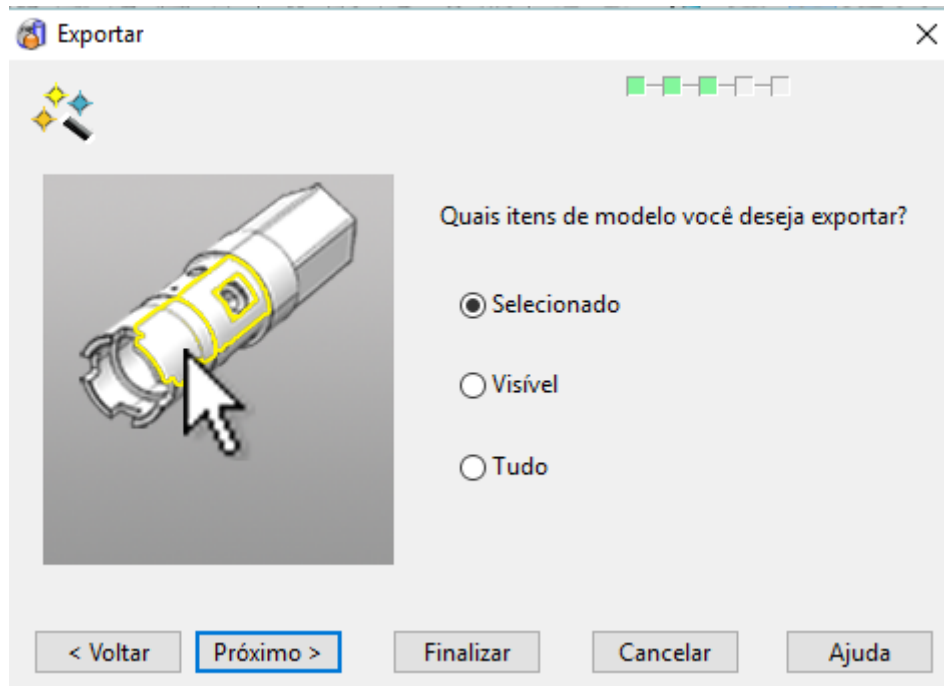 Exportar
Quais itens de modelo você deseja exportar?
Selecionado
Visível
Tudo
< Voltar
Próximo >
Finalizar
Cancelar
Ajuda